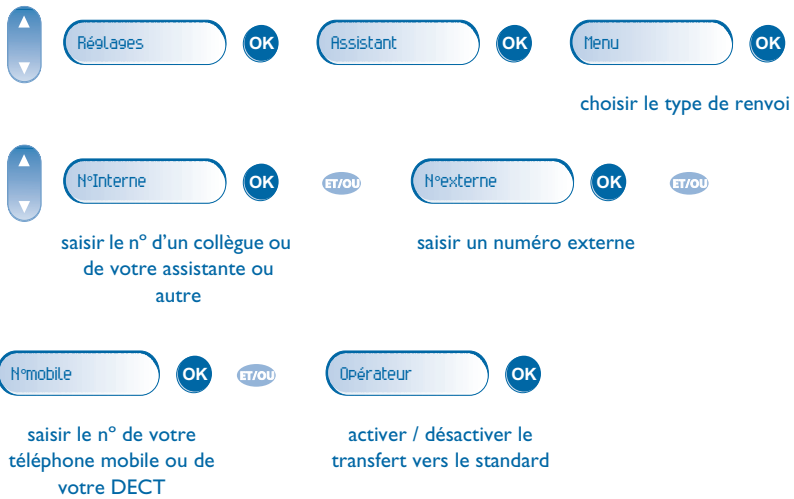 Réglages OK Assistant OK Menu OK
choisir le type de renvoi
N°Interne OK ET/OU N°externe OK ET/OU
saisir le nº d'un collègue ou
de votre assistante ou
autre
saisir un numéro externe
N°mobile OK ET/OU Opérateur OK
saisir le nº de votre
téléphone mobile ou de
votre DECT
activer / désactiver le
transfert vers le standard